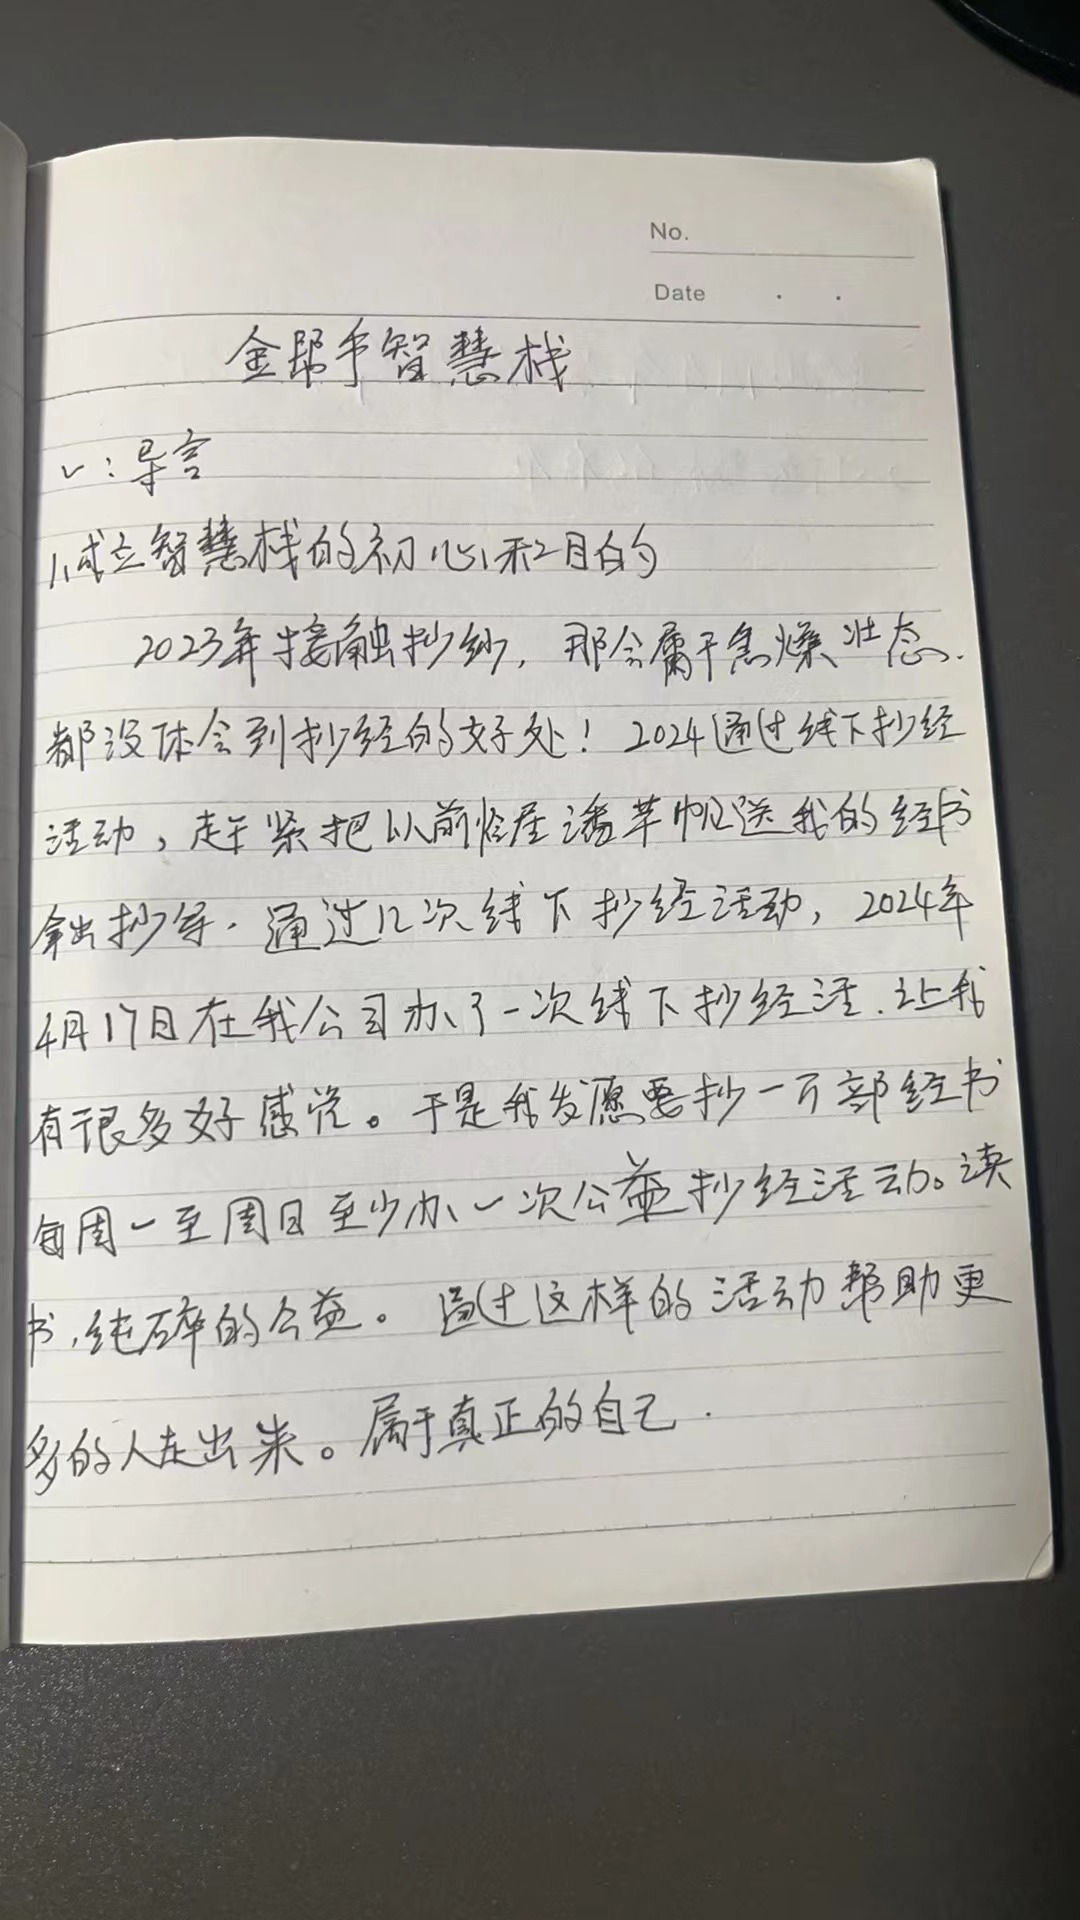 No.
Date
金帮手智慧栈
一:导言
1、成立智慧栈的初心和目的
2023年接触抄纱,那会属于焦燥壮态.
都没体会到抄经的好处!2024通过线下抄经
活动,赶紧把以前 送我的经书
拿出抄写.通过几次线下抄经活动,2024年
4月17日在我公司办了一次线下抄经活.让我
有很多好感觉。于是我发愿要抄一万部经书
每周一至周日至少办一次公益抄经活动。读
书,纯碎的公益。通过这样的活动帮助更
多的人走出来。属于真正的自己.